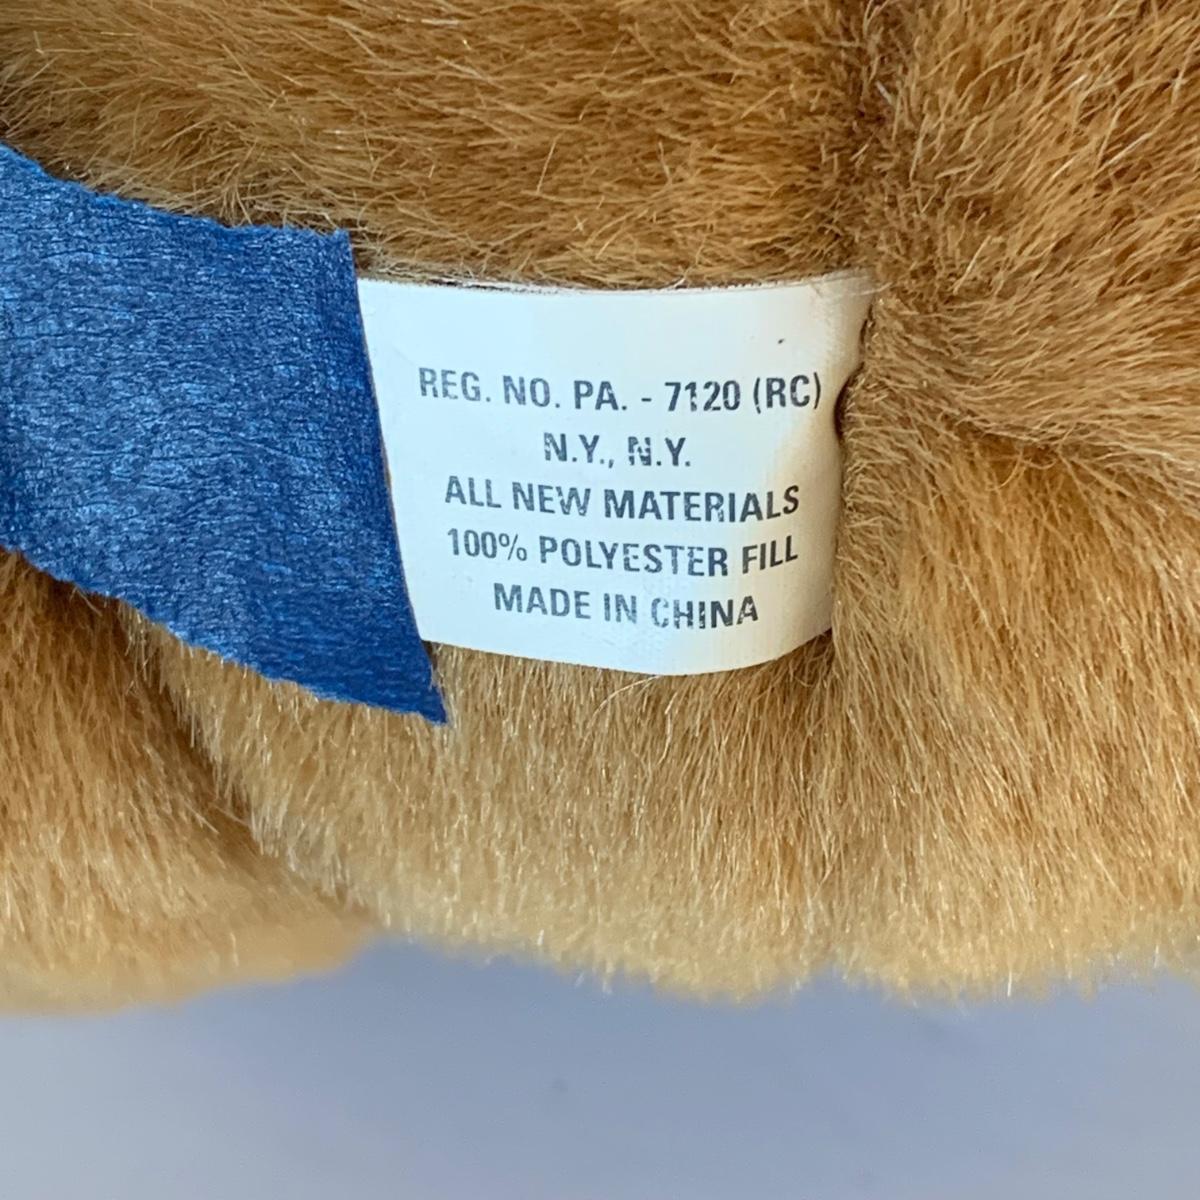 REG. NO. PA. - 7120 (RC)
N.Y., N.Y.
ALL NEW MATERIALS
100% POLYESTER FILL
MADE IN CHINA